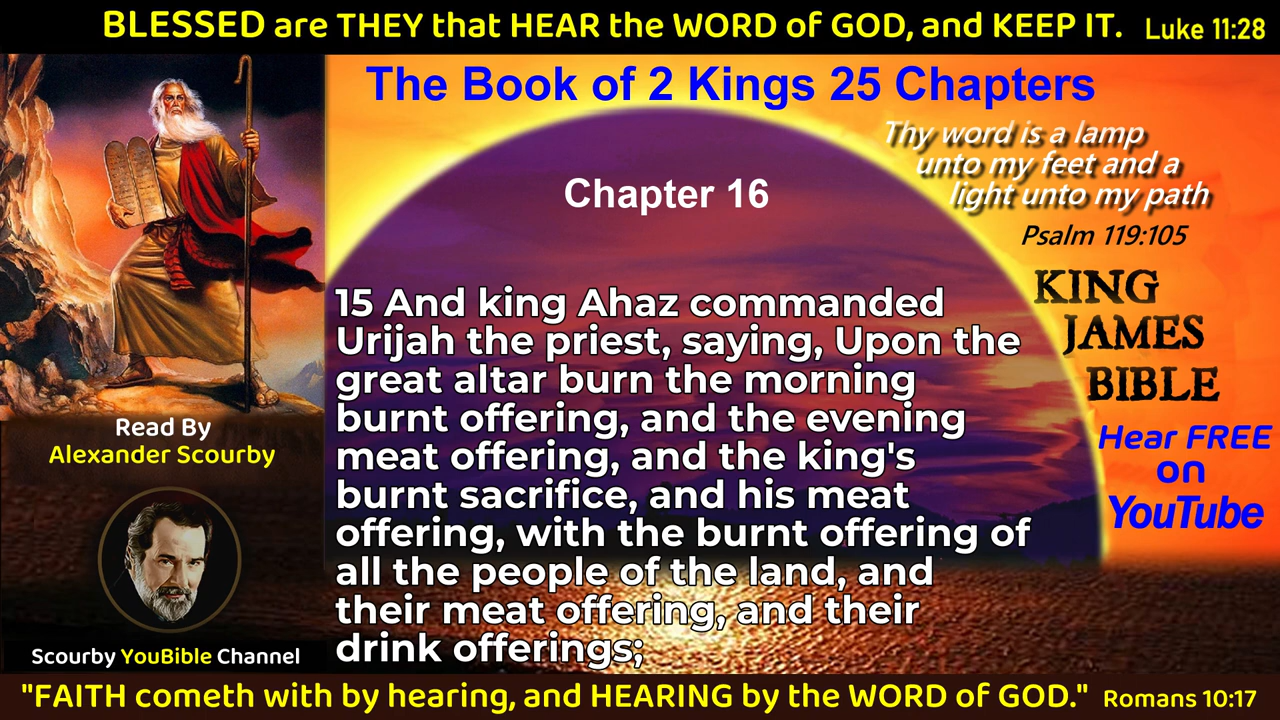 BLESSED are THEY that HEAR the WORD of GOD, and KEEP IT. Luke 11:28
The Book of 2 Kings 25 Chapters
Thy word is a lamp
unto my feet and a
light unto my path
Psalm 119:105
Chapter 16
KING
JAMES
BIBLE
15 And king Ahaz commanded
Urijah the priest, saying, Upon the
great altar burn the morning
burnt offering, and the evening
meat offering, and the king's
burnt sacrifice, and his meat
offering, with the burnt offering of
all the people of the land, and
their meat offering, and their
drink offerings;
Hear FREE
on
YouTube
Read By
Alexander Scourby
Scourby YouBible Channel
"FAITH cometh with by hearing, and HEARING by the WORD of GOD." Romans 10:17